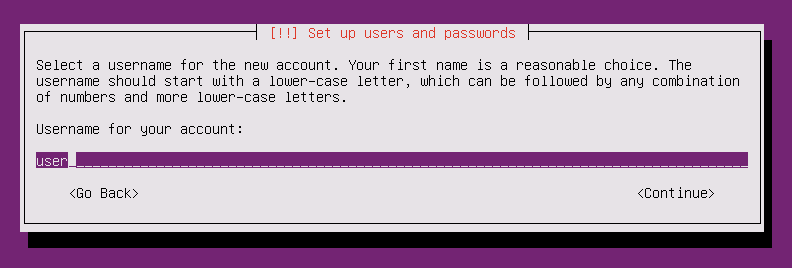 [!!] Set up users and passwords
Select a username for the new account. Your first name is a reasonable choice. The
username should start with a lower-case letter, which can be followed by any combination
of numbers and more lower-case letters.
Username for your account:
user
<Go Back> <Continue>